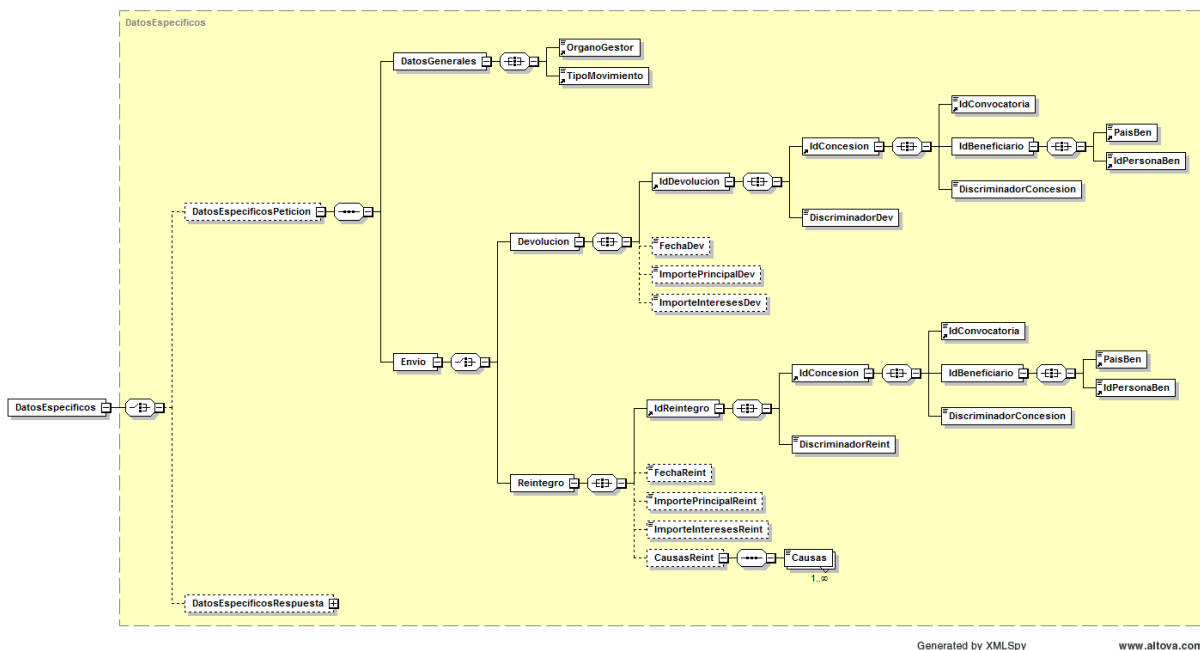 DatosEspecificos
OrganoGestor
DatosGenerales
TipoMovimiento
IdConvocatoria
PaisBen
IdConcesion
IdBeneficiario
IdPersonaBen
IdDevolucion
DiscriminadorConcesion
DatosEspecificosPeticion
DiscriminadorDev
Devolucion
FechaDev
ImportePrincipalDev
ImporteInteresesDev
IdConvocatoria
Envio
PaisBen
IdConcesion
IdBeneficiario
IdPersonaBen
DatosEspecificos
IdReintegro
DiscriminadorConcesion
DiscriminadorReint
FechaReint
Reintegro
ImportePrincipalReint
ImporteInteresesReint
CausasReint
Causas
1..∞
DatosEspecificosRespuesta
Generated by XMLSpy
www.altova.com